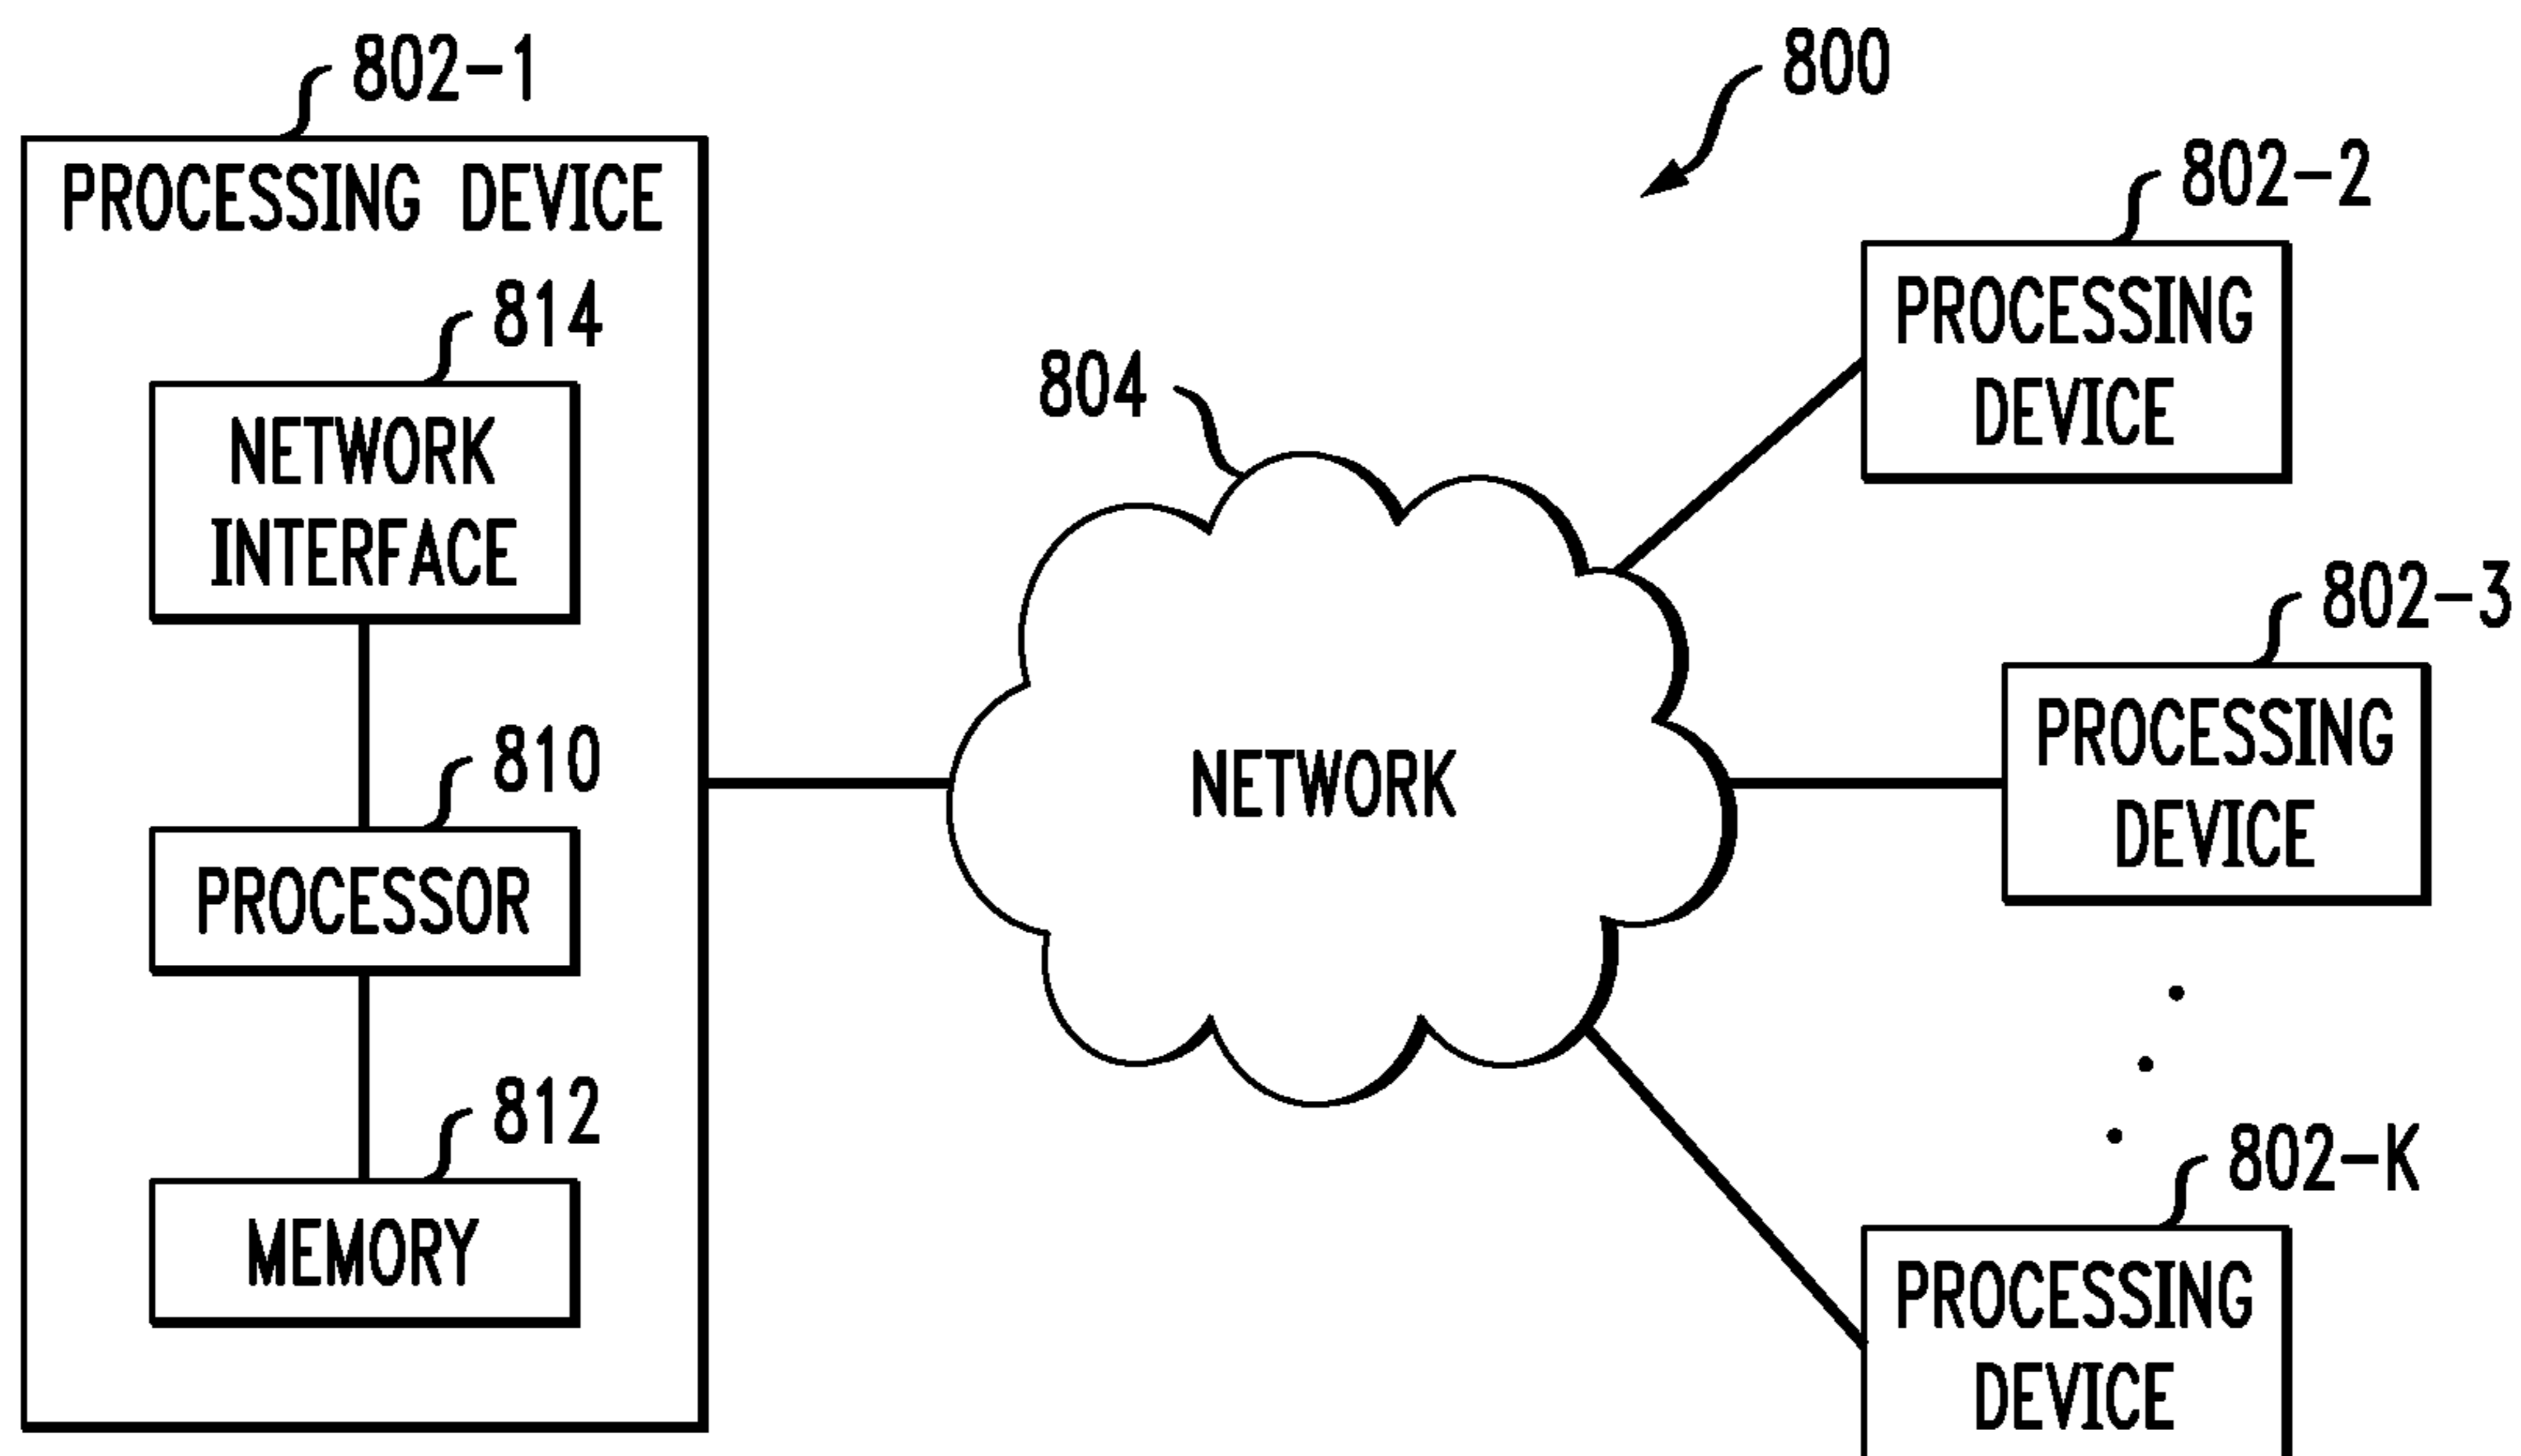 802-1
PROCESSING DEVICE
814
NETWORK
INTERFACE
810
PROCESSOR
812
MEMORY
800
804
NETWORK
802-2
PROCESSING
DEVICE
802-3
PROCESSING
DEVICE
802-K
PROCESSING
DEVICE